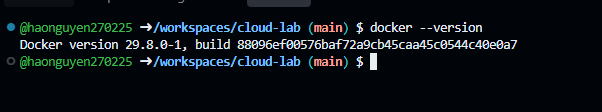 @haonguyen270225 ➜/workspaces/cloud-lab (main) $ docker --version
Docker version 29.8.0-1, build 88096ef00576baf72a9cb45caa45c0544c40e0a7
@haonguyen270225 ➜/workspaces/cloud-lab (main) $